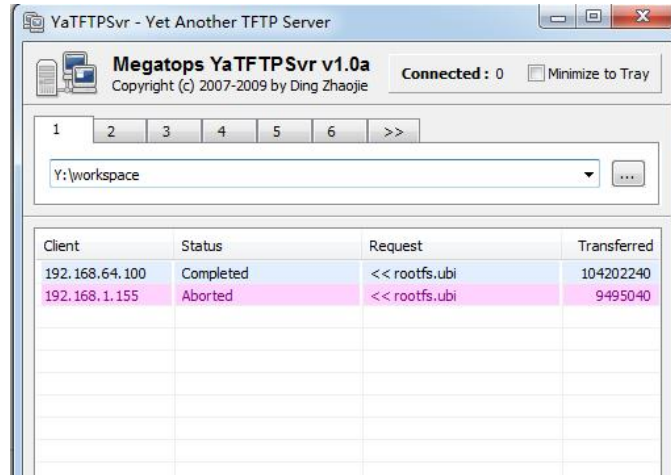 YaTFTPSvr - Yet Another TFTP Server
Megatops YaTFTPSvr v1.0a
Copyright (c) 2007-2009 by Ding Zhaojie
Connected : 0
Minimize to Tray
1 2 3 4 5 6 >>
Y:\workspace
...
Client Status Request Transferred
192.168.64.100 Completed << rootfs.ubi 104202240
192.168.1.155 Aborted << rootfs.ubi 9495040